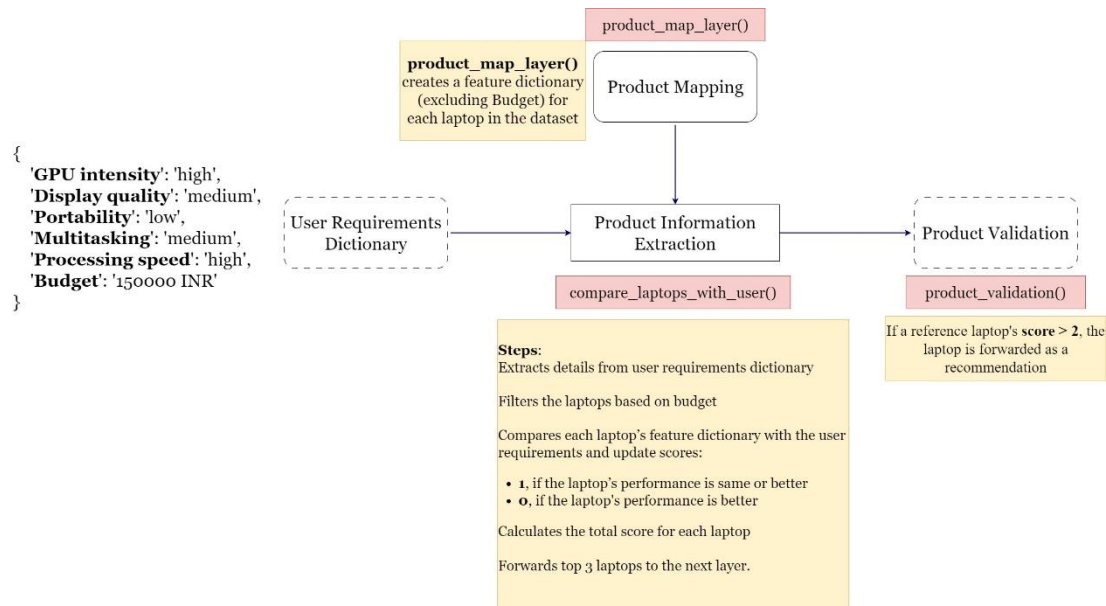 product_map_layer()
product_map_layer()
creates a feature dictionary
(excluding Budget) for
each laptop in the dataset
Product Mapping
{
'GPU intensity': 'high',
'Display quality': 'medium',
'Portability': 'low',
'Multitasking': 'medium',
'Processing speed': 'high',
'Budget': '150000 INR'
}
User Requirements
Dictionary
Product Information
Extraction
Product Validation
compare_laptops_with_user()
product_validation()
If a reference laptop's score > 2, the
laptop is forwarded as a
recommendation
Steps:
Extracts details from user requirements dictionary
Filters the laptops based on budget
Compares each laptop’s feature dictionary with the user
requirements and update scores:
• 1, if the laptop’s performance is same or better
• 0, if the laptop's performance is better
Calculates the total score for each laptop
Forwards top 3 laptops to the next layer.